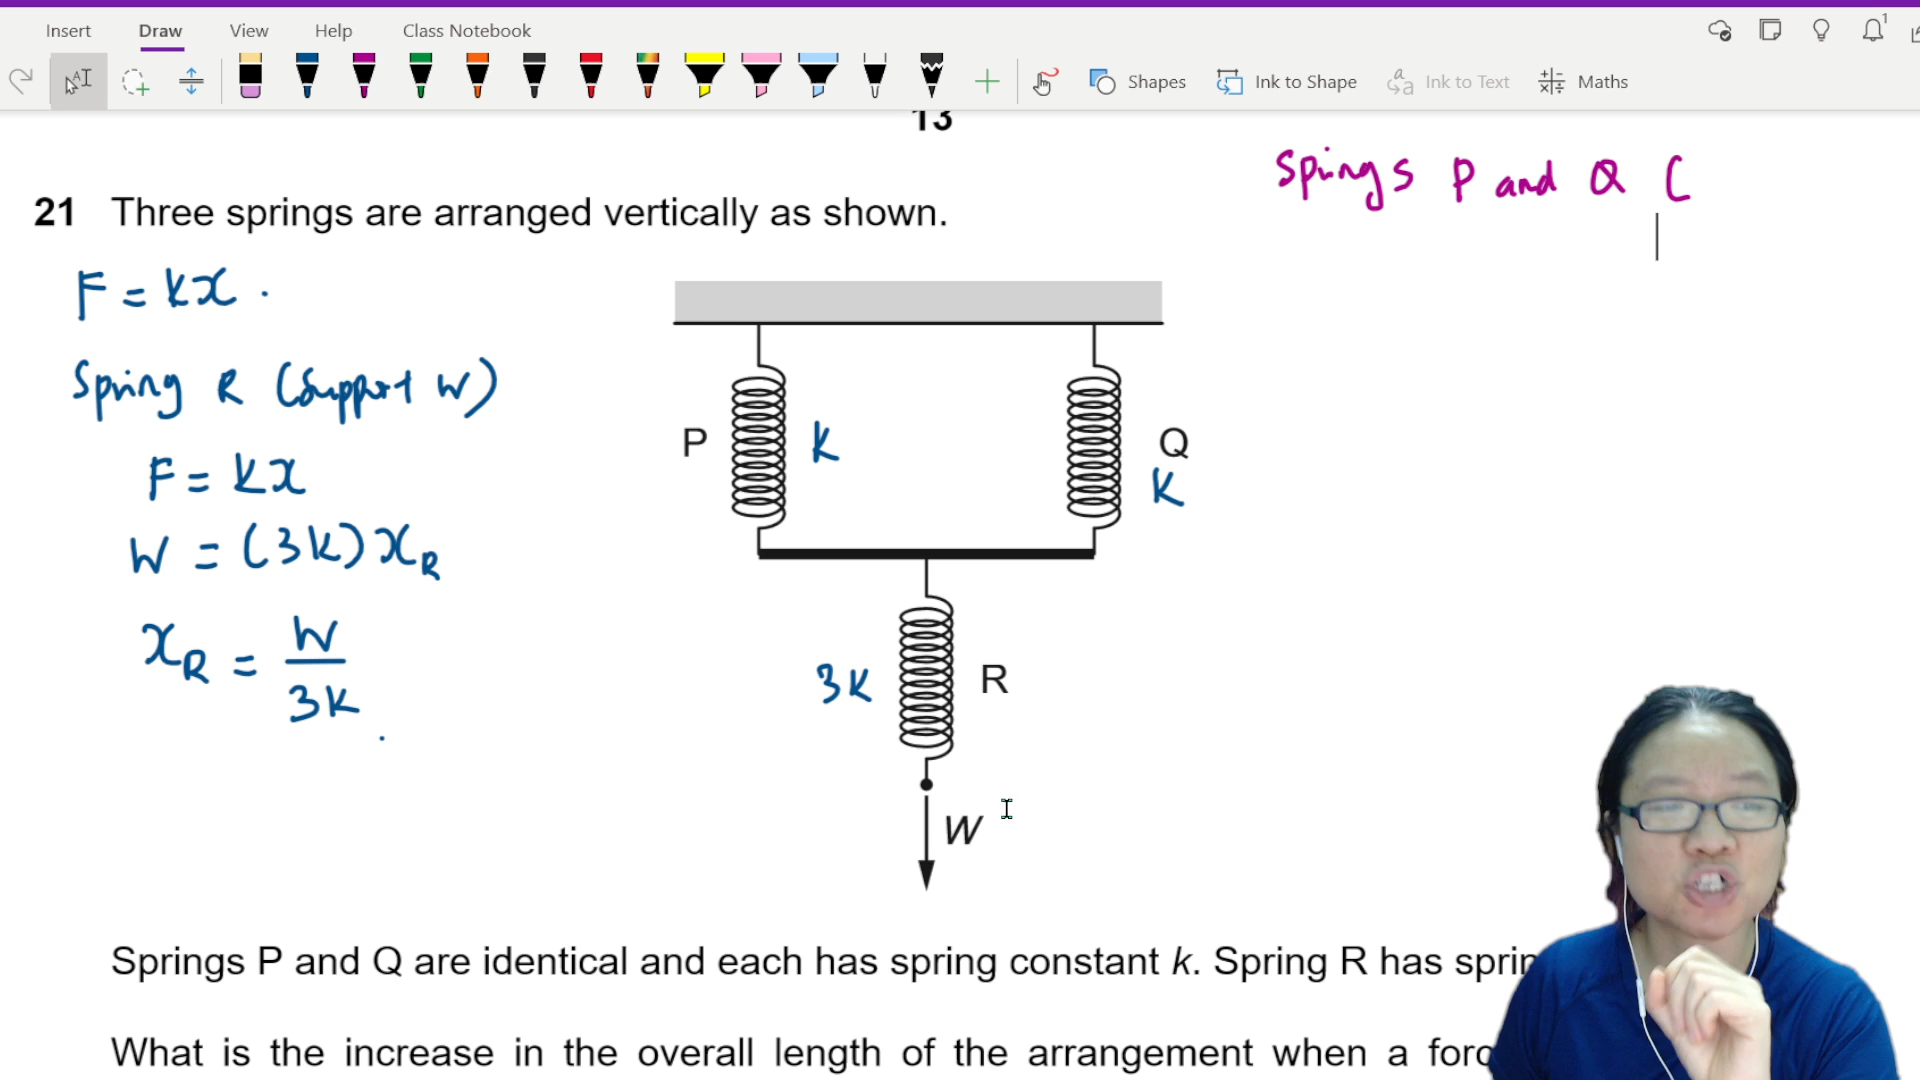 Insert Draw View Help Class Notebook
1
Shapes Ink to Shape Ink to Text Maths
13
Springs P and Q (
21 Three springs are arranged vertically as shown.
F = kx .
Spring R (support W)
F = kx
W = (3k) x_R
x_R = W / 3k .
P k
Q
k
3k R
W
Springs P and Q are identical and each has spring constant k. Spring R has
What is the increase in the overall length of the arrangement when a